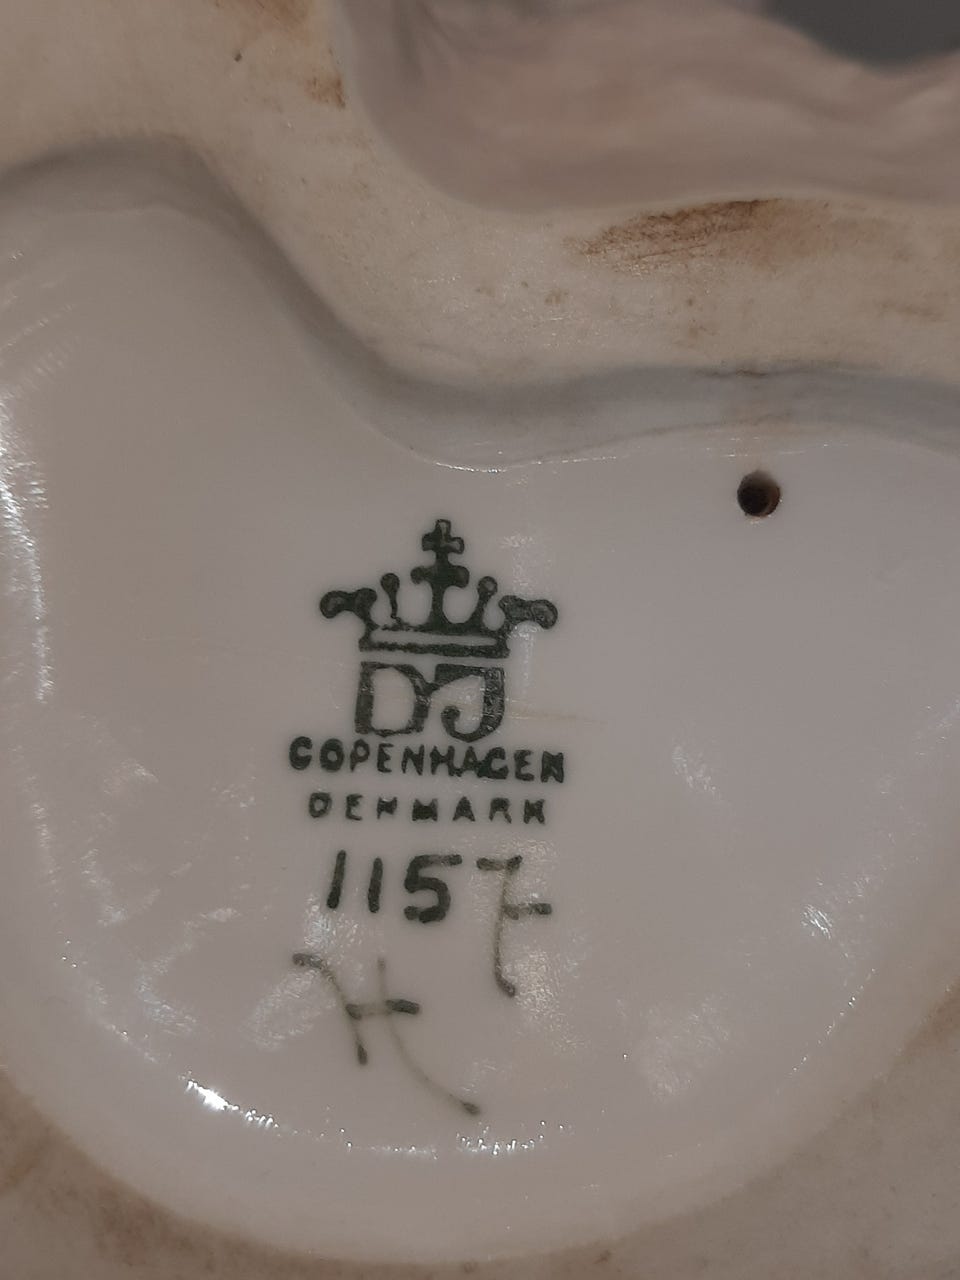 DJ
COPENHAGEN
DENMARK
1157
H